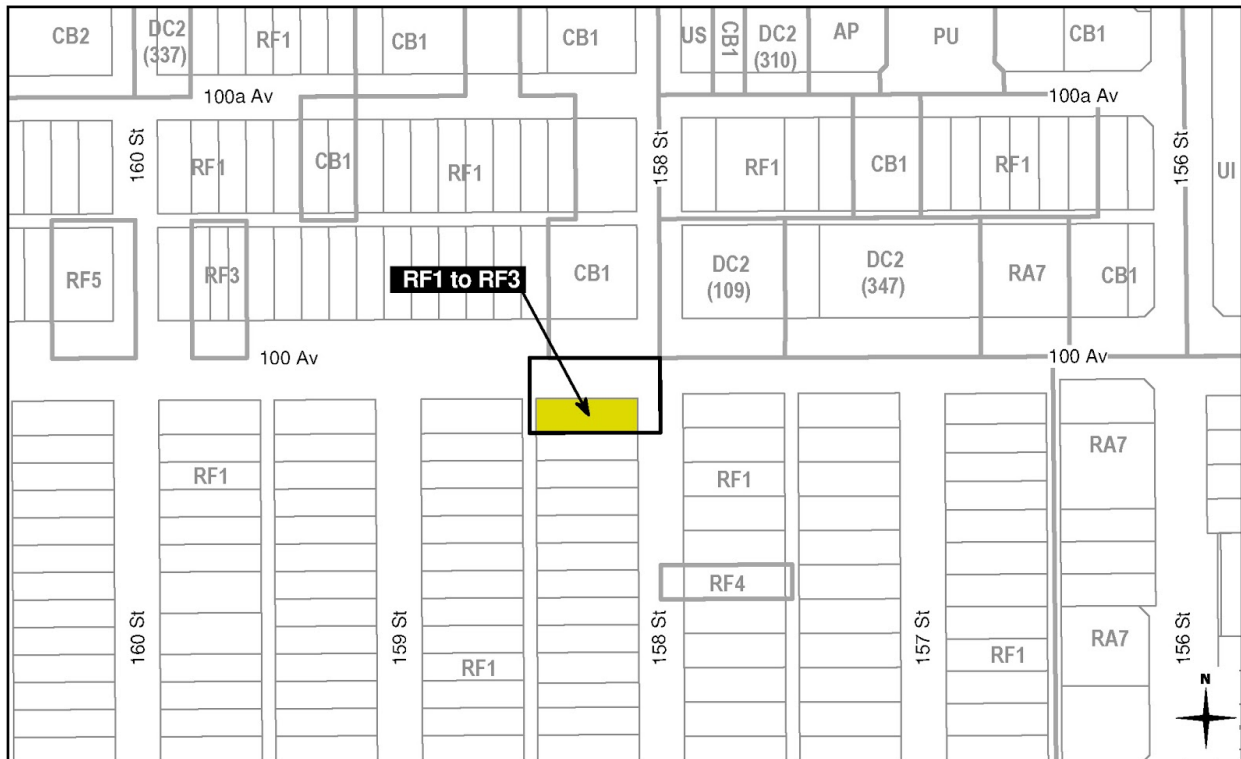 CB2
DC2
(337)
RF1
CB1
CB1
US
CB1
DC2
(310)
AP
PU
CB1
100a Av
100a Av
160 St
RF1
CB1
RF1
158 St
RF1
CB1
RF1
156 St
UI
RF5
RF3
RF1 to RF3
CB1
DC2
(109)
DC2
(347)
RA7
CB1
100 Av
100 Av
RF1
RF1
RA7
RF4
160 St
159 St
RF1
158 St
157 St
RF1
RA7
156 St
N